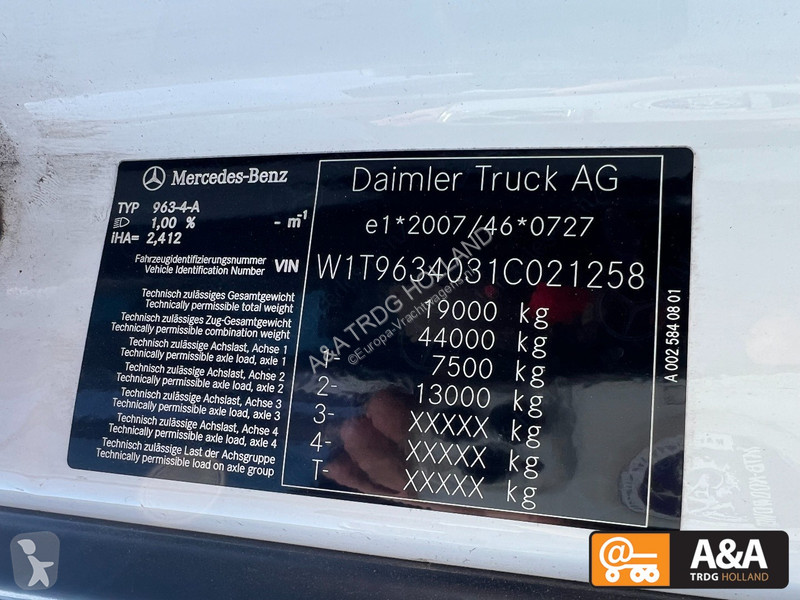 Mercedes-Benz
Daimler Truck AG
TYP 963-4-A
1,00 % - m⁻¹
iHA= 2,412
e1*2007/46*0727
Fahrzeugidentifizierungsnummer
Vehicle Identification Number VIN W1T9634031C021258
Technisch zulässiges Gesamtgewicht
Technically permissible total weight 19000 kg
Technisch zulässiges Zug-Gesamtgewicht
Technically permissible combination weight 44000 kg
Technisch zulässige Achslast, Achse 1
Technically permissible axle load, axle 1 1- 7500 kg
Technisch zulässige Achslast, Achse 2
Technically permissible axle load, axle 2 2- 13000 kg
Technisch zulässige Achslast, Achse 3
Technically permissible axle load, axle 3 3- XXXXX kg
Technisch zulässige Achslast, Achse 4
Technically permissible axle load, axle 4 4- XXXXX kg
Technisch zulässige Last der Achsgruppe
Technically permissible load on axle group T- XXXXX kg
A 002 584 08 01
A&A TRDG HOLLAND
©Europa-Vrachtwagens.nl
@
A&A
TRDG HOLLAND